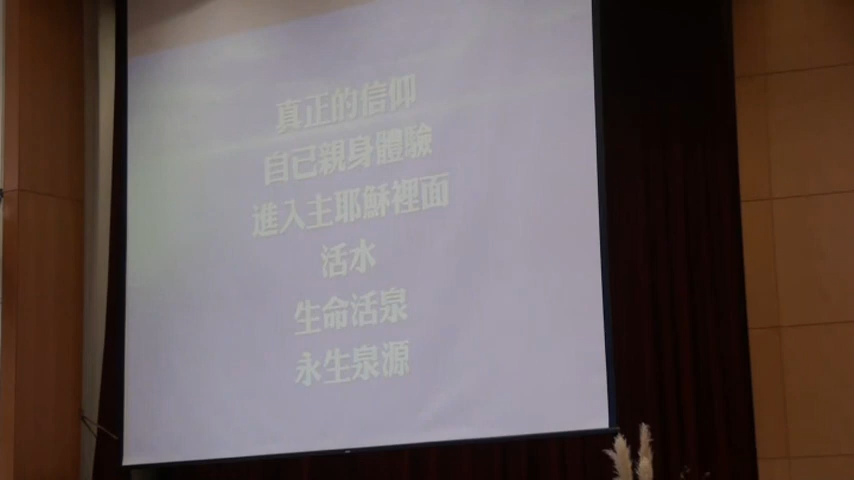 真正的信仰
自己親身體驗
進入主耶穌裡面
活水
生命活泉
永生泉源